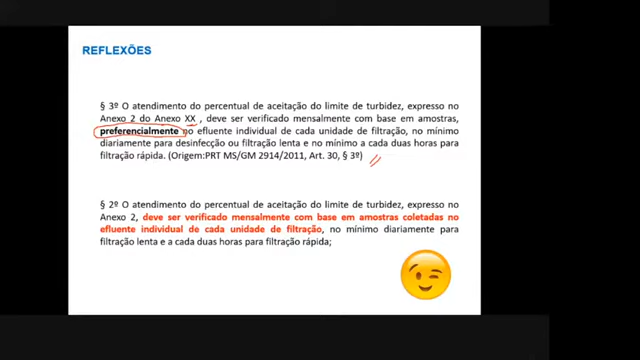 REFLEXÕES
§ 3º O atendimento do percentual de aceitação do limite de turbidez, expresso no
Anexo 2 do Anexo XX , deve ser verificado mensalmente com base em amostras,
preferencialmente no efluente individual de cada unidade de filtração, no mínimo
diariamente para desinfecção ou filtração lenta e no mínimo a cada duas horas para
filtração rápida. (Origem:PRT MS/GM 2914/2011, Art. 30, § 3º)
§ 2º O atendimento do percentual de aceitação do limite de turbidez, expresso no
Anexo 2, deve ser verificado mensalmente com base em amostras coletadas no
efluente individual de cada unidade de filtração, no mínimo diariamente para
filtração lenta e a cada duas horas para filtração rápida;